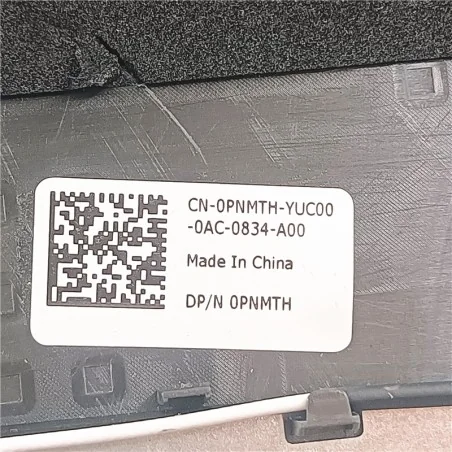 CN-0PNMTH-YUC00
-0AC-0834-A00
Made In China
DP/N 0PNMTH